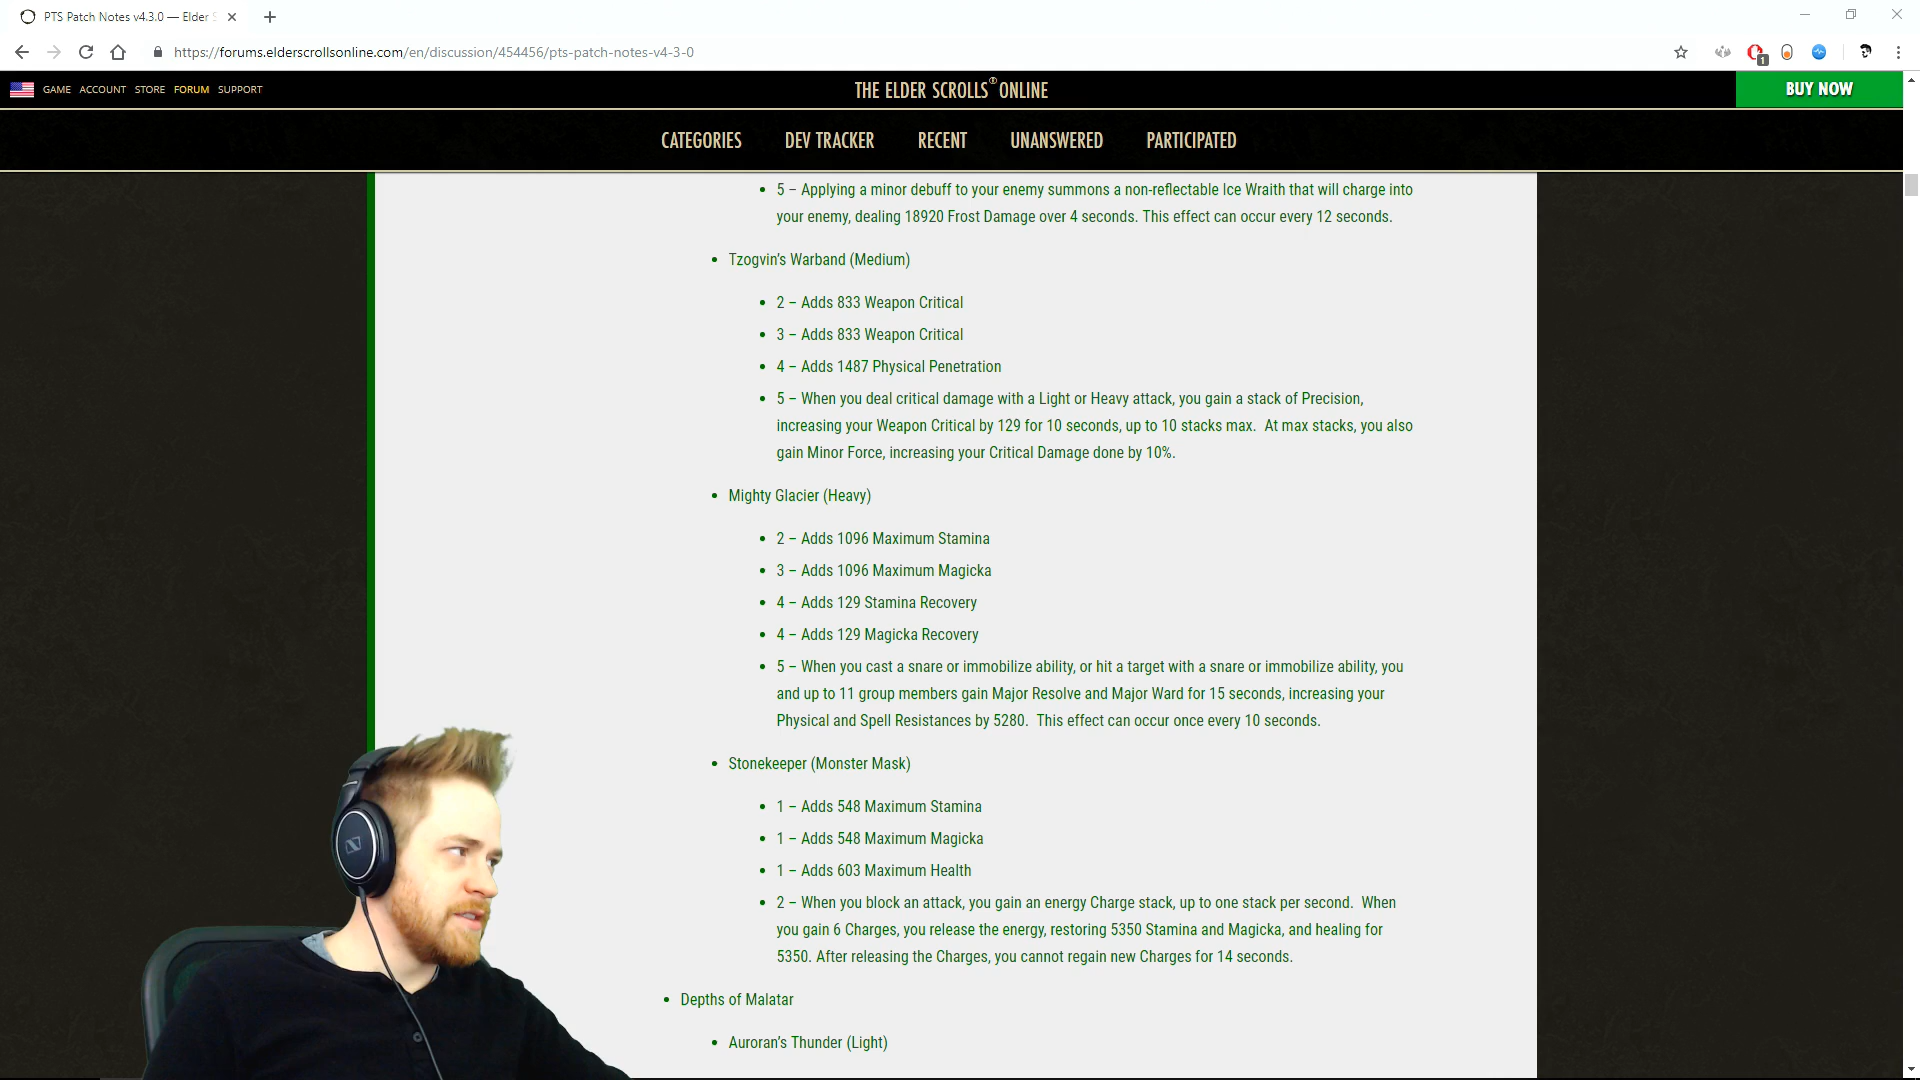 PTS Patch Notes v4.3.0 — Elder S
https://forums.elderscrollsonline.com/en/discussion/454456/pts-patch-notes-v4-3-0
1
GAME ACCOUNT STORE FORUM SUPPORT
THE ELDER SCROLLS ONLINE
BUY NOW
CATEGORIES DEV TRACKER RECENT UNANSWERED PARTICIPATED
5 – Applying a minor debuff to your enemy summons a non-reflectable Ice Wraith that will charge into
your enemy, dealing 18920 Frost Damage over 4 seconds. This effect can occur every 12 seconds.
Tzogvin’s Warband (Medium)
2 – Adds 833 Weapon Critical
3 – Adds 833 Weapon Critical
4 – Adds 1487 Physical Penetration
5 – When you deal critical damage with a Light or Heavy attack, you gain a stack of Precision,
increasing your Weapon Critical by 129 for 10 seconds, up to 10 stacks max. At max stacks, you also
gain Minor Force, increasing your Critical Damage done by 10%.
Mighty Glacier (Heavy)
2 – Adds 1096 Maximum Stamina
3 – Adds 1096 Maximum Magicka
4 – Adds 129 Stamina Recovery
4 – Adds 129 Magicka Recovery
5 – When you cast a snare or immobilize ability, or hit a target with a snare or immobilize ability, you
and up to 11 group members gain Major Resolve and Major Ward for 15 seconds, increasing your
Physical and Spell Resistances by 5280. This effect can occur once every 10 seconds.
Stonekeeper (Monster Mask)
1 – Adds 548 Maximum Stamina
1 – Adds 548 Maximum Magicka
1 – Adds 603 Maximum Health
2 – When you block an attack, you gain an energy Charge stack, up to one stack per second. When
you gain 6 Charges, you release the energy, restoring 5350 Stamina and Magicka, and healing for
5350. After releasing the Charges, you cannot regain new Charges for 14 seconds.
Depths of Malatar
Auroran’s Thunder (Light)